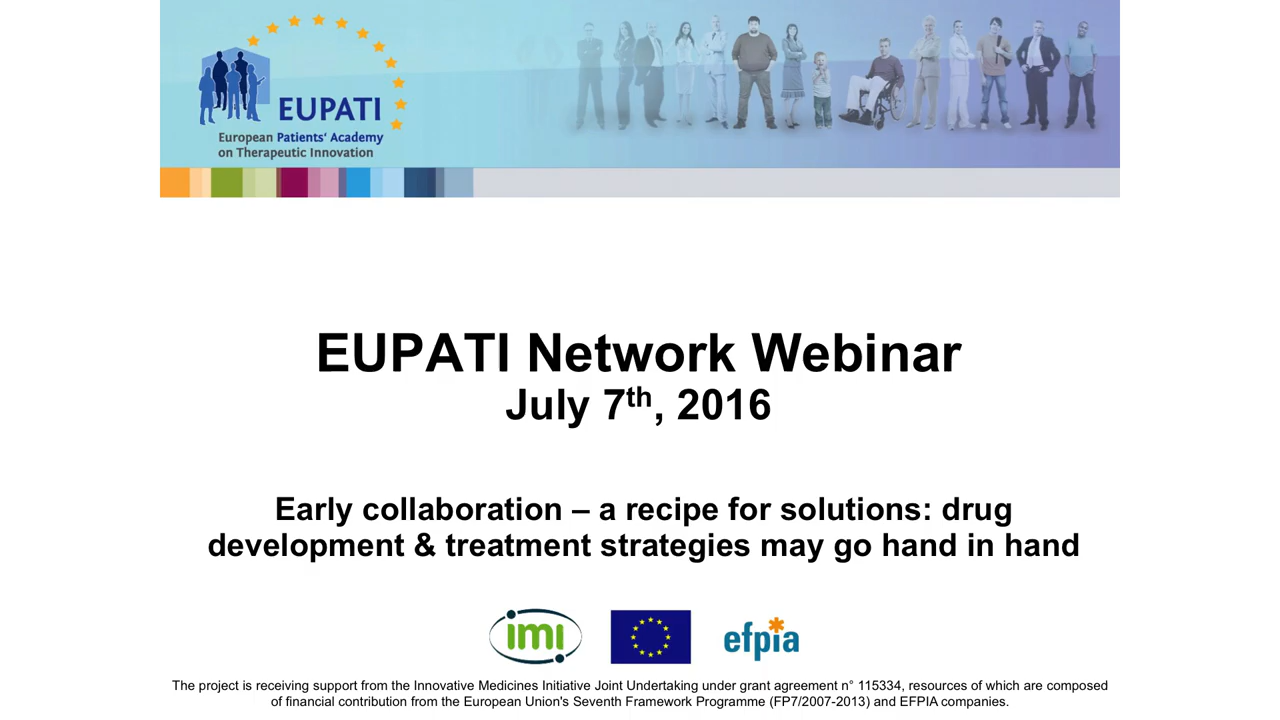 EUPATI
European Patients' Academy
on Therapeutic Innovation
EUPATI Network Webinar
July 7th, 2016
Early collaboration – a recipe for solutions: drug
development & treatment strategies may go hand in hand
imi
efpia
The project is receiving support from the Innovative Medicines Initiative Joint Undertaking under grant agreement n° 115334, resources of which are composed
of financial contribution from the European Union's Seventh Framework Programme (FP7/2007-2013) and EFPIA companies.